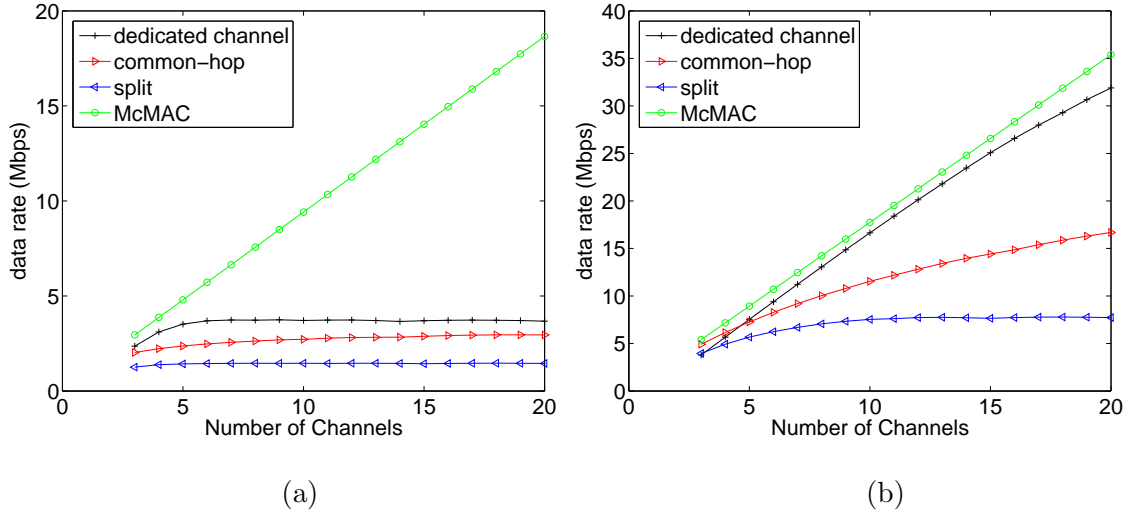 20
15
10
5
0
data rate (Mbps)
dedicated channel
common-hop
split
McMAC
0 5 10 15 20
Number of Channels
(a)
40
35
30
25
20
15
10
5
0
data rate (Mbps)
dedicated channel
common-hop
split
McMAC
0 5 10 15 20
Number of Channels
(b)